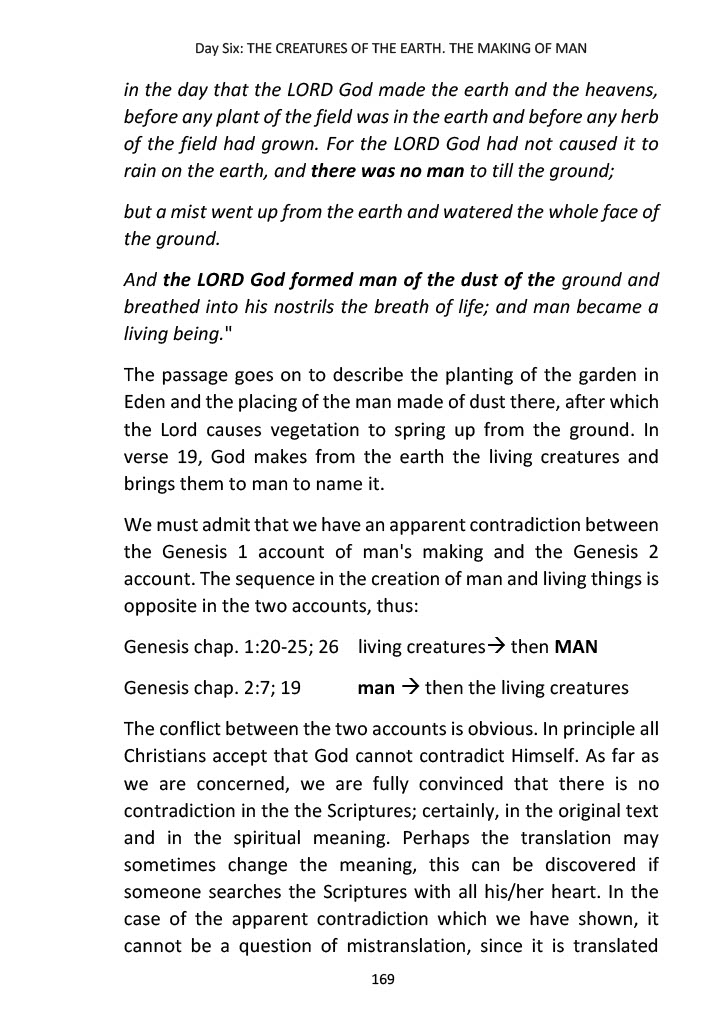 Day Six: THE CREATURES OF THE EARTH. THE MAKING OF MAN
in the day that the LORD God made the earth and the heavens,
before any plant of the field was in the earth and before any herb
of the field had grown. For the LORD God had not caused it to
rain on the earth, and there was no man to till the ground;
but a mist went up from the earth and watered the whole face of
the ground.
And the LORD God formed man of the dust of the ground and
breathed into his nostrils the breath of life; and man became a
living being."
The passage goes on to describe the planting of the garden in
Eden and the placing of the man made of dust there, after which
the Lord causes vegetation to spring up from the ground. In
verse 19, God makes from the earth the living creatures and
brings them to man to name it.
We must admit that we have an apparent contradiction between
the Genesis 1 account of man's making and the Genesis 2
account. The sequence in the creation of man and living things is
opposite in the two accounts, thus:
Genesis chap. 1:20-25; 26 living creatures→ then MAN
Genesis chap. 2:7; 19 man → then the living creatures
The conflict between the two accounts is obvious. In principle all
Christians accept that God cannot contradict Himself. As far as
we are concerned, we are fully convinced that there is no
contradiction in the the Scriptures; certainly, in the original text
and in the spiritual meaning. Perhaps the translation may
sometimes change the meaning, this can be discovered if
someone searches the Scriptures with all his/her heart. In the
case of the apparent contradiction which we have shown, it
cannot be a question of mistranslation, since it is translated
169